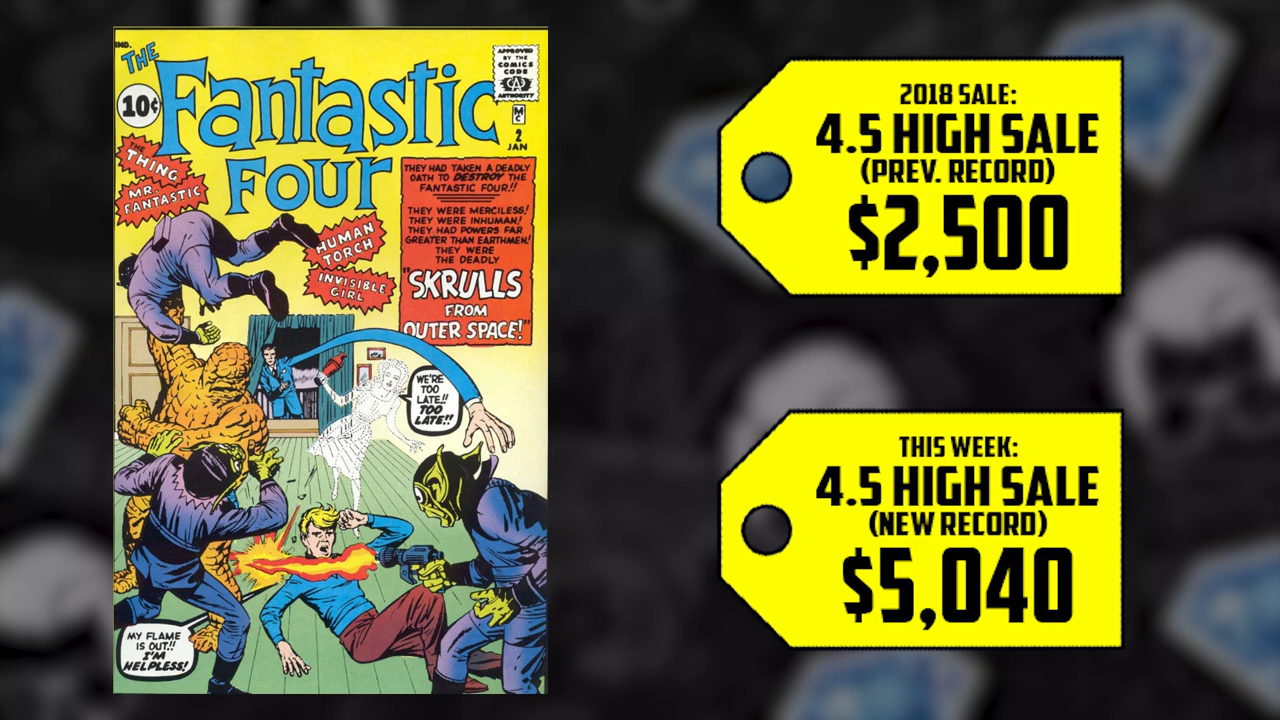 IND.
THE
Fantastic
FOUR
10¢
APPROVED
BY THE
COMICS
CODE
CA
AUTHORITY
MC
2
JAN
THE
THING
MR.
FANTASTIC
HUMAN
TORCH
INVISIBLE
GIRL
THEY HAD TAKEN A DEADLY
OATH TO DESTROY THE
FANTASTIC FOUR!!
THEY WERE MERCILESS!
THEY WERE INHUMAN!
THEY HAD POWERS FAR
GREATER THAN EARTHMEN!
THEY WERE
THE DEADLY
"SKRULLS
FROM
OUTER SPACE!"
WE'RE
TOO
LATE!!
TOO
LATE!!
MY FLAME
IS OUT!!
I'M
HELPLESS!
2018 SALE:
4.5 HIGH SALE
(PREV. RECORD)
$2,500
THIS WEEK:
4.5 HIGH SALE
(NEW RECORD)
$5,040